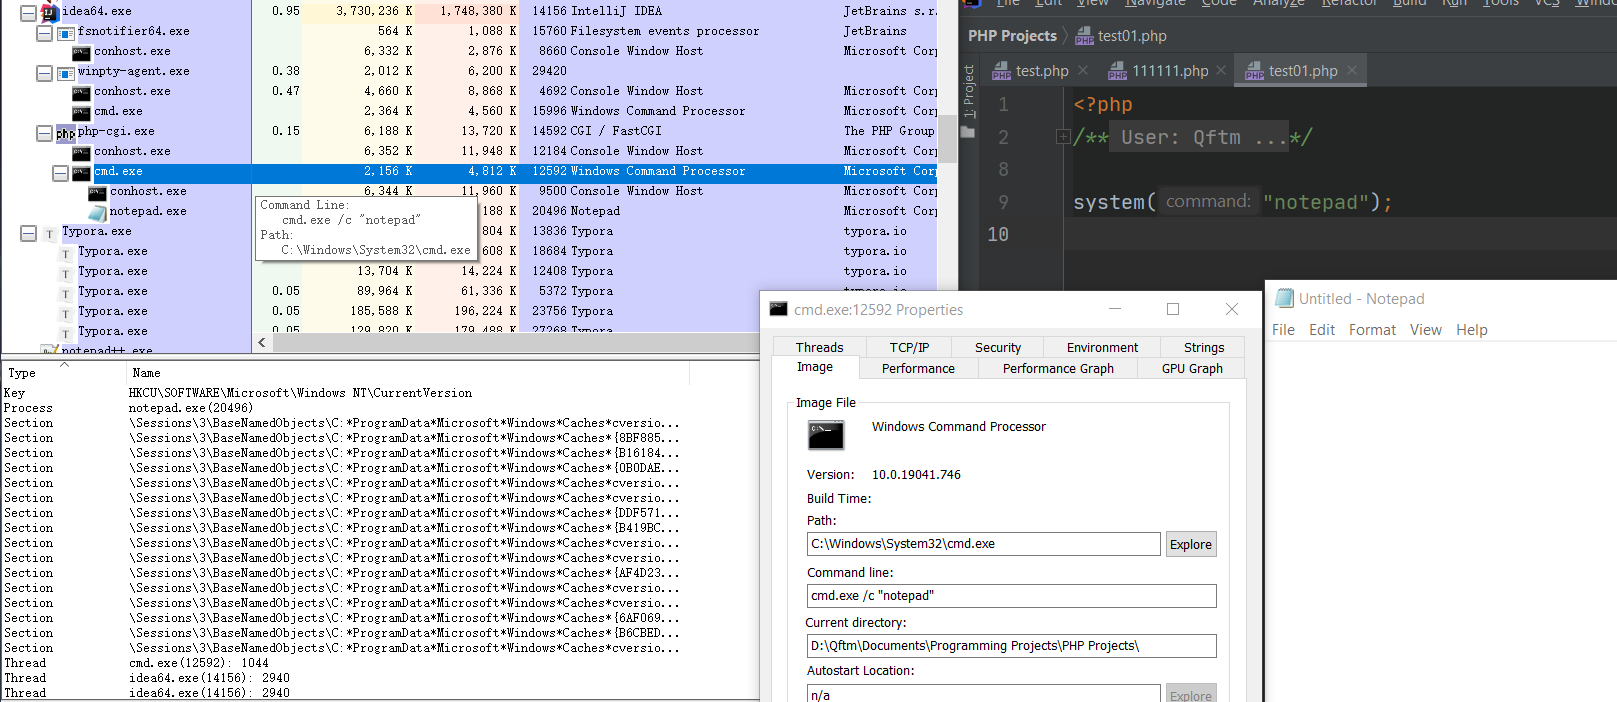 idea64.exe 0.95 3,730,236 K 1,748,380 K 14156 IntelliJ IDEA JetBrains s.r.
fsnotifier64.exe 564 K 1,088 K 15760 Filesystem events processor JetBrains
conhost.exe 6,332 K 2,876 K 8660 Console Window Host Microsoft Corp
winpty-agent.exe 0.38 2,012 K 6,200 K 29420
conhost.exe 0.47 4,660 K 8,868 K 4692 Console Window Host Microsoft Corp
cmd.exe 2,364 K 4,560 K 15996 Windows Command Processor Microsoft Corp
php-cgi.exe 0.15 6,188 K 13,720 K 14592 CGI / FastCGI The PHP Group
conhost.exe 6,352 K 11,948 K 12184 Console Window Host Microsoft Corp
cmd.exe 2,156 K 4,812 K 12592 Windows Command Processor Microsoft Corp
conhost.exe 6,344 K 11,960 K 9500 Console Window Host Microsoft Corp
notepad.exe 188 K 20496 Notepad Microsoft Corp
Typora.exe 804 K 13836 Typora typora.io
Typora.exe 608 K 18684 Typora typora.io
Typora.exe 13,704 K 14,224 K 12408 Typora typora.io
Typora.exe 0.05 89,964 K 61,336 K 5372 Typora typora.io
Typora.exe 0.05 185,588 K 196,224 K 23756 Typora
Typora.exe 0.05 129,820 K 179,488 K 27268 Typora
notepad++.exe
Command Line:
cmd.exe /c "notepad"
Path:
C:\Windows\System32\cmd.exe
Type Name
Key HKCU\SOFTWARE\Microsoft\Windows NT\CurrentVersion
Process notepad.exe(20496)
Section \Sessions\3\BaseNamedObjects\C:*ProgramData*Microsoft*Windows*Caches*cversio...
Section \Sessions\3\BaseNamedObjects\C:*ProgramData*Microsoft*Windows*Caches*{8BF885...
Section \Sessions\3\BaseNamedObjects\C:*ProgramData*Microsoft*Windows*Caches*{B16184...
Section \Sessions\3\BaseNamedObjects\C:*ProgramData*Microsoft*Windows*Caches*{0B0DAE...
Section \Sessions\3\BaseNamedObjects\C:*ProgramData*Microsoft*Windows*Caches*cversio...
Section \Sessions\3\BaseNamedObjects\C:*ProgramData*Microsoft*Windows*Caches*cversio...
Section \Sessions\3\BaseNamedObjects\C:*ProgramData*Microsoft*Windows*Caches*{DDF571...
Section \Sessions\3\BaseNamedObjects\C:*ProgramData*Microsoft*Windows*Caches*{B419BC...
Section \Sessions\3\BaseNamedObjects\C:*ProgramData*Microsoft*Windows*Caches*cversio...
Section \Sessions\3\BaseNamedObjects\C:*ProgramData*Microsoft*Windows*Caches*cversio...
Section \Sessions\3\BaseNamedObjects\C:*ProgramData*Microsoft*Windows*Caches*{AF4D23...
Section \Sessions\3\BaseNamedObjects\C:*ProgramData*Microsoft*Windows*Caches*cversio...
Section \Sessions\3\BaseNamedObjects\C:*ProgramData*Microsoft*Windows*Caches*cversio...
Section \Sessions\3\BaseNamedObjects\C:*ProgramData*Microsoft*Windows*Caches*{6AF069...
Section \Sessions\3\BaseNamedObjects\C:*ProgramData*Microsoft*Windows*Caches*{B6CBED...
Section \Sessions\3\BaseNamedObjects\C:*ProgramData*Microsoft*Windows*Caches*cversio...
Thread cmd.exe(12592): 1044
Thread idea64.exe(14156): 2940
Thread idea64.exe(14156): 2940
File Edit View Navigate Code Analyze Refactor Build Run Tools VCS Windo
PHP Projects test01.php
test.php 111111.php test01.php
1: Project
1 <?php
2 /** User: Qftm ...*/
8
9 system( command: "notepad");
10
cmd.exe:12592 Properties
Threads TCP/IP Security Environment Strings
Image Performance Performance Graph GPU Graph
Image File
Windows Command Processor
Version: 10.0.19041.746
Build Time:
Path:
C:\Windows\System32\cmd.exe Explore
Command line:
cmd.exe /c "notepad"
Current directory:
D:\Qftm\Documents\Programming Projects\PHP Projects\
Autostart Location:
n/a Explore
Untitled - Notepad
File Edit Format View Help